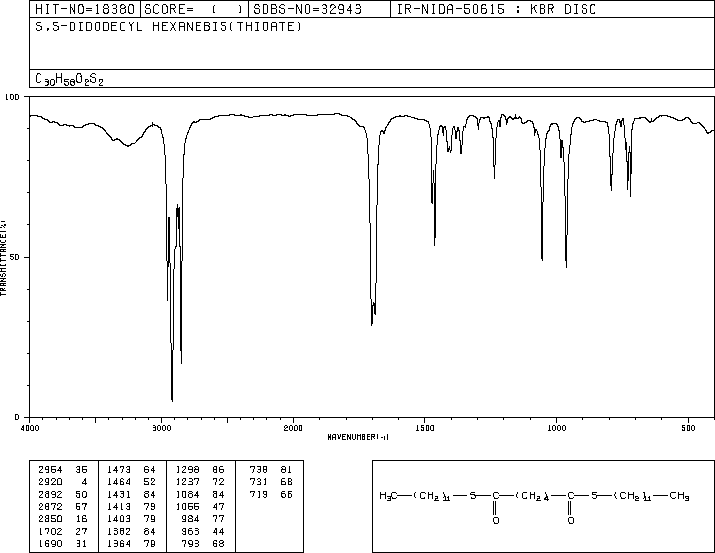 HIT-NO=18380 SCORE= ( ) SDBS-NO=32943 IR-NIDA-50615 : KBR DISC
S,S-DIDODECYL HEXANEBIS(THIOATE)
C30H58O2S2
100
TRANSMITTANCE(%)
50
0
4000 3000 2000 1500 1000 500
WAVENUMBER(-1)
2954 36 1473 64 1298 86 738 81
2920 4 1464 52 1237 72 731 68
2892 50 1431 84 1084 84 719 66
2872 67 1413 79 1055 47
2850 16 1403 79 984 77
1702 27 1382 84 963 44
1690 31 1364 79 793 68
H3C—(CH2)11—S—C—(CH2)4—C—S—(CH2)11—CH3
O O